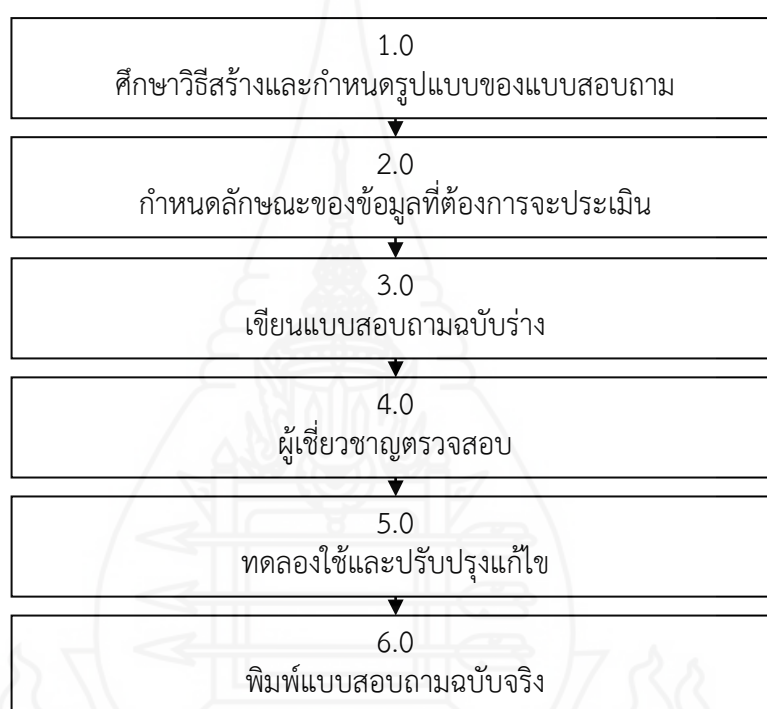 1.0
ศึกษาวิธีสร้างและกำหนดรูปแบบของแบบสอบถาม
2.0
กำหนดลักษณะของข้อมูลที่ต้องการจะประเมิน
3.0
เขียนแบบสอบถามฉบับร่าง
4.0
ผู้เชี่ยวชาญตรวจสอบ
5.0
ทดลองใช้และปรับปรุงแก้ไข
6.0
พิมพ์แบบสอบถามฉบับจริง